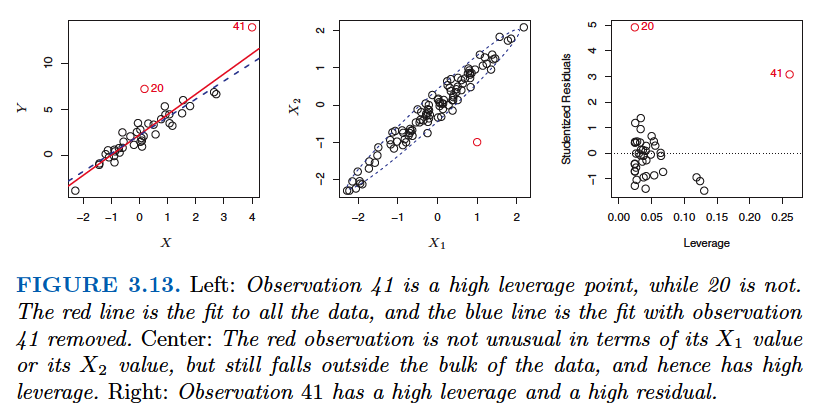 41
20
Y
0 5 10
−2 −1 0 1 2 3 4
X
X2
−2 −1 0 1 2
−2 −1 0 1 2
X1
20
41
Studentized Residuals
−1 0 1 2 3 4 5
0.00 0.05 0.10 0.15 0.20 0.25
Leverage
FIGURE 3.13. Left: Observation 41 is a high leverage point, while 20 is not.
The red line is the fit to all the data, and the blue line is the fit with observation
41 removed. Center: The red observation is not unusual in terms of its X1 value
or its X2 value, but still falls outside the bulk of the data, and hence has high
leverage. Right: Observation 41 has a high leverage and a high residual.